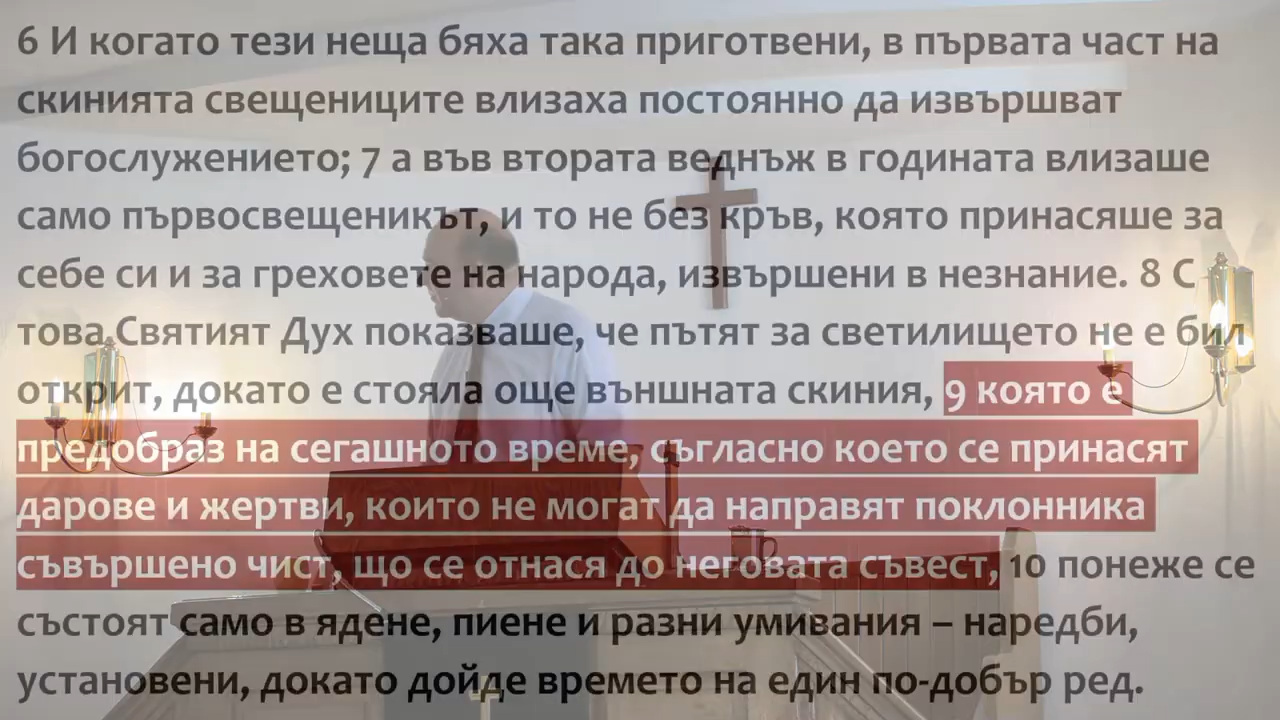 6 И когато тези неща бяха така приготвени, в първата част на
скинията свещениците влизаха постоянно да извършват
богослужението; 7 а във втората веднъж в годината влизаше
само първосвещеникът, и то не без кръв, която принасяше за
себе си и за греховете на народа, извършени в незнание. 8 С
това Святият Дух показваше, че пътят за светилището не е бил
открит, докато е стояла още външната скиния, 9 която е
предобраз на сегашното време, съгласно което се принасят
дарове и жертви, които не могат да направят поклонника
съвършено чист, що се отнася до неговата съвест, 10 понеже се
състоят само в ядене, пиене и разни умивания – наредби,
установени, докато дойде времето на един по-добър ред.